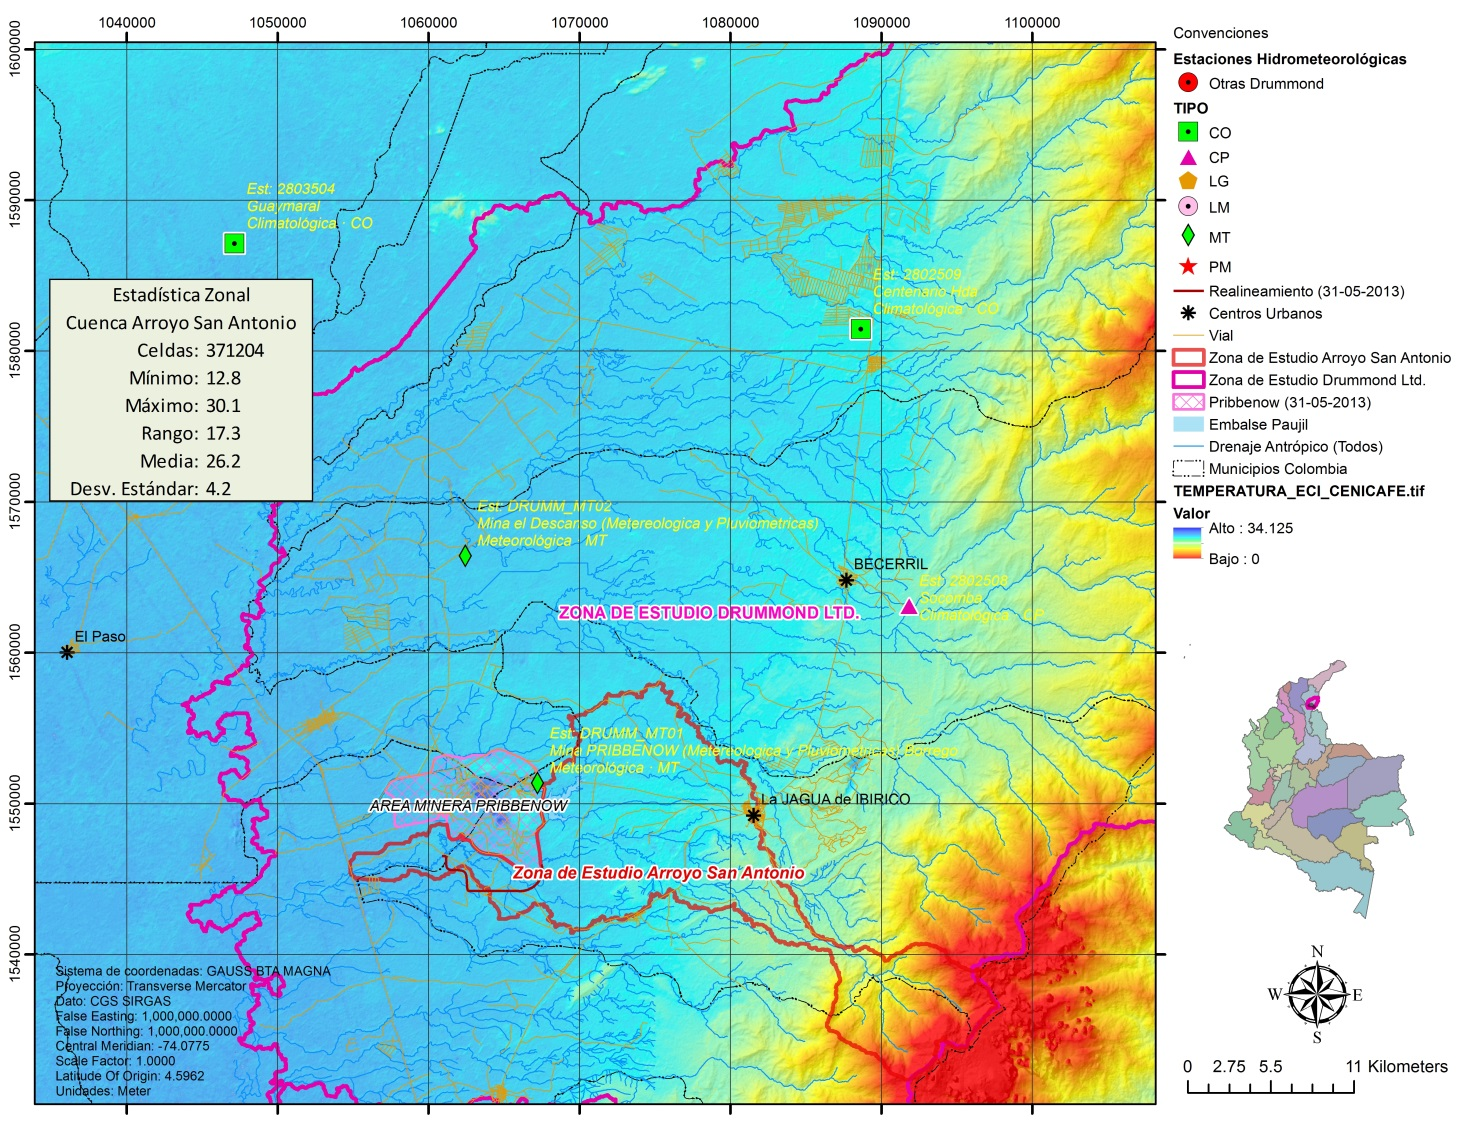 1040000 1050000 1060000 1070000 1080000 1090000 1100000
1600000
1590000
1580000
1570000
1560000
1550000
1540000
Est: 2803504
Guaymaral
Climatológica - CO
Estadística Zonal
Cuenca Arroyo San Antonio
Celdas: 371204
Mínimo: 12.8
Máximo: 30.1
Rango: 17.3
Media: 26.2
Desv. Estándar: 4.2
Est: 2802509
Centenario Hda
Climatológica - CO
Est: DRUMM_MT02
Mina el Descanso (Metereologica y Pluviometricas)
Meteorológica - MT
BECERRIL
Est: 2802508
Socomba
Climatológica - CP
ZONA DE ESTUDIO DRUMMOND LTD.
El Paso
Est: DRUMM_MT01
Mina PRIBBENOW (Metereologica y Pluviometricas) Borrego
Meteorológica - MT
AREA MINERA PRIBBENOW
La JAGUA de IBIRICO
Zona de Estudio Arroyo San Antonio
Sistema de coordenadas: GAUSS BTA MAGNA
Proyección: Transverse Mercator
Dato: CGS SIRGAS
False Easting: 1,000,000.0000
False Northing: 1,000,000.0000
Central Meridian: -74.0775
Scale Factor: 1.0000
Latitude Of Origin: 4.5962
Unidades: Meter
Convenciones
Estaciones Hidrometeorológicas
Otras Drummond
TIPO
CO
CP
LG
LM
MT
PM
Realineamiento (31-05-2013)
Centros Urbanos
Vial
Zona de Estudio Arroyo San Antonio
Zona de Estudio Drummond Ltd.
Pribbenow (31-05-2013)
Embalse Paujil
Drenaje Antrópico (Todos)
Municipios Colombia
TEMPERATURA_ECI_CENICAFE.tif
Valor
Alto : 34.125
Bajo : 0
N
W E
S
0 2.75 5.5 11 Kilometers